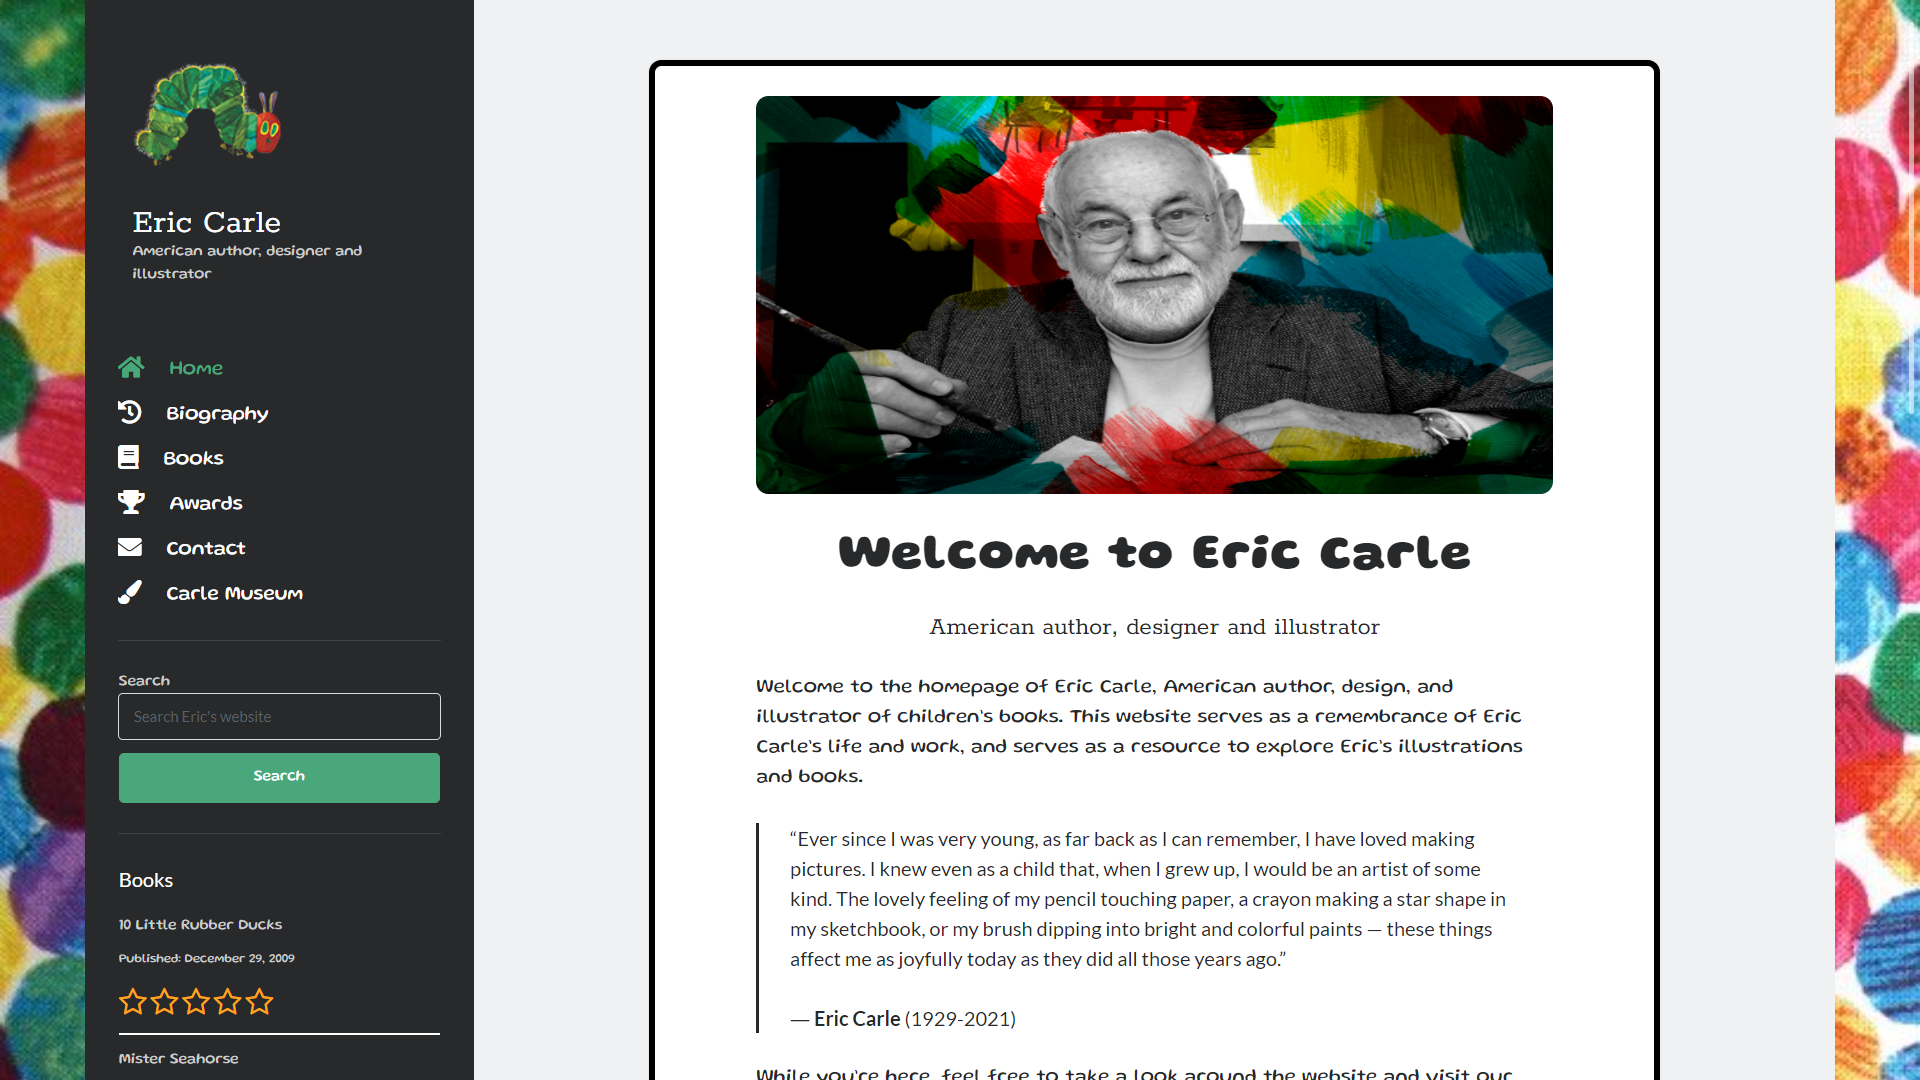 Eric Carle
American author, designer and
illustrator
Home
Biography
Books
Awards
Contact
Carle Museum
Search
Search Eric's website
Search
Books
10 Little Rubber Ducks
Published: December 29, 2009
Mister Seahorse
Welcome to Eric Carle
American author, designer and illustrator
Welcome to the homepage of Eric Carle, American author, design, and
illustrator of children's books. This website serves as a remembrance of Eric
Carle's life and work, and serves as a resource to explore Eric's illustrations
and books.
“Ever since I was very young, as far back as I can remember, I have loved making
pictures. I knew even as a child that, when I grew up, I would be an artist of some
kind. The lovely feeling of my pencil touching paper, a crayon making a star shape in
my sketchbook, or my brush dipping into bright and colorful paints — these things
affect me as joyfully today as they did all those years ago.”
— Eric Carle (1929-2021)
While you're here, feel free to take a look around the website and visit our